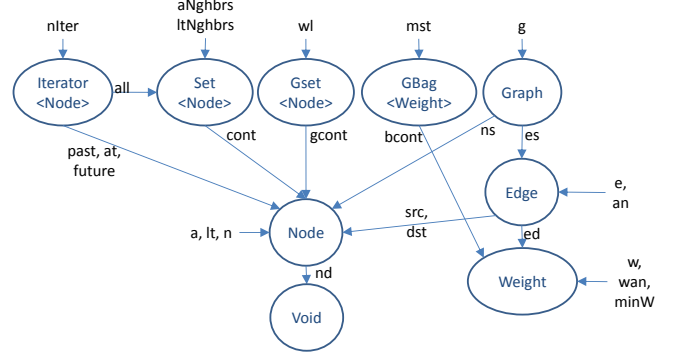 nIter
aNghbrs
ltNghbrs
wl
mst
g
Iterator
<Node>
all
Set
<Node>
Gset
<Node>
GBag
<Weight>
Graph
past, at,
future
cont
gcont
bcont
ns
es
Edge
e,
an
src,
dst
a, lt, n
Node
ed
nd
Weight
w,
wan,
minW
Void